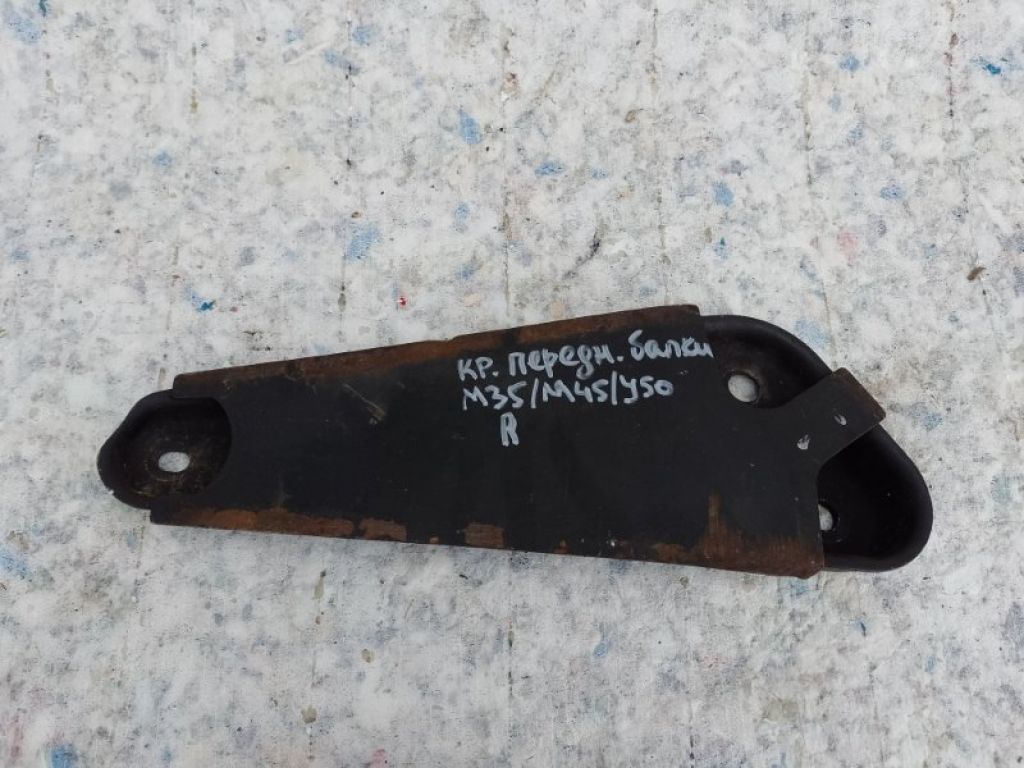 кр. передн. балки
M35/M45/Y50
R